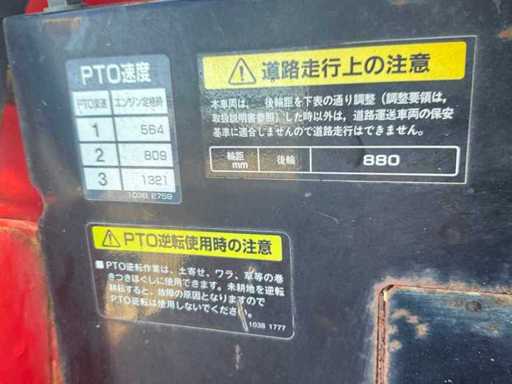 PTO速度
PTO変速 エンジン定格時
1 564
2 809
3 1321
1038 2759
道路走行上の注意
本車両は、 後輪距を下表の通り調整（調整要領は、
取扱説明書参照）した時以外は、道路運送車両の保安
基準に適合しませんので道路走行はできません。
輪距 mm 後輪 880
PTO逆転使用時の注意
■PTO逆転作業は、土寄せ、ワラ、草等の巻
きつきほぐしに使用できます。未耕地を逆転
耕耘すると、故障の原因となりますので
PTO逆転は使用しないでください。
1038 1777